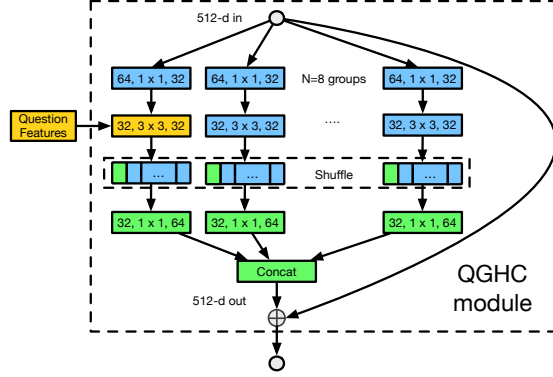 512-d in
64, 1 x 1, 32
64, 1 x 1, 32
N=8 groups
64, 1 x 1, 32
Question
Features
32, 3 x 3, 32
32, 3 x 3, 32
....
32, 3 x 3, 32
...
...
Shuffle
...
32, 1 x 1, 64
32, 1 x 1, 64
32, 1 x 1, 64
Concat
QGHC
module
512-d out